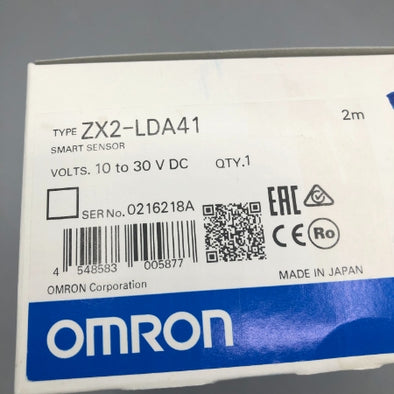 TYPE ZX2-LDA41 2m
SMART SENSOR
VOLTS. 10 to 30 V DC QTY.1
SER No. 0216218A
EAC
CE Ro
4 548583 005877
OMRON Corporation
MADE IN JAPAN
OMRON